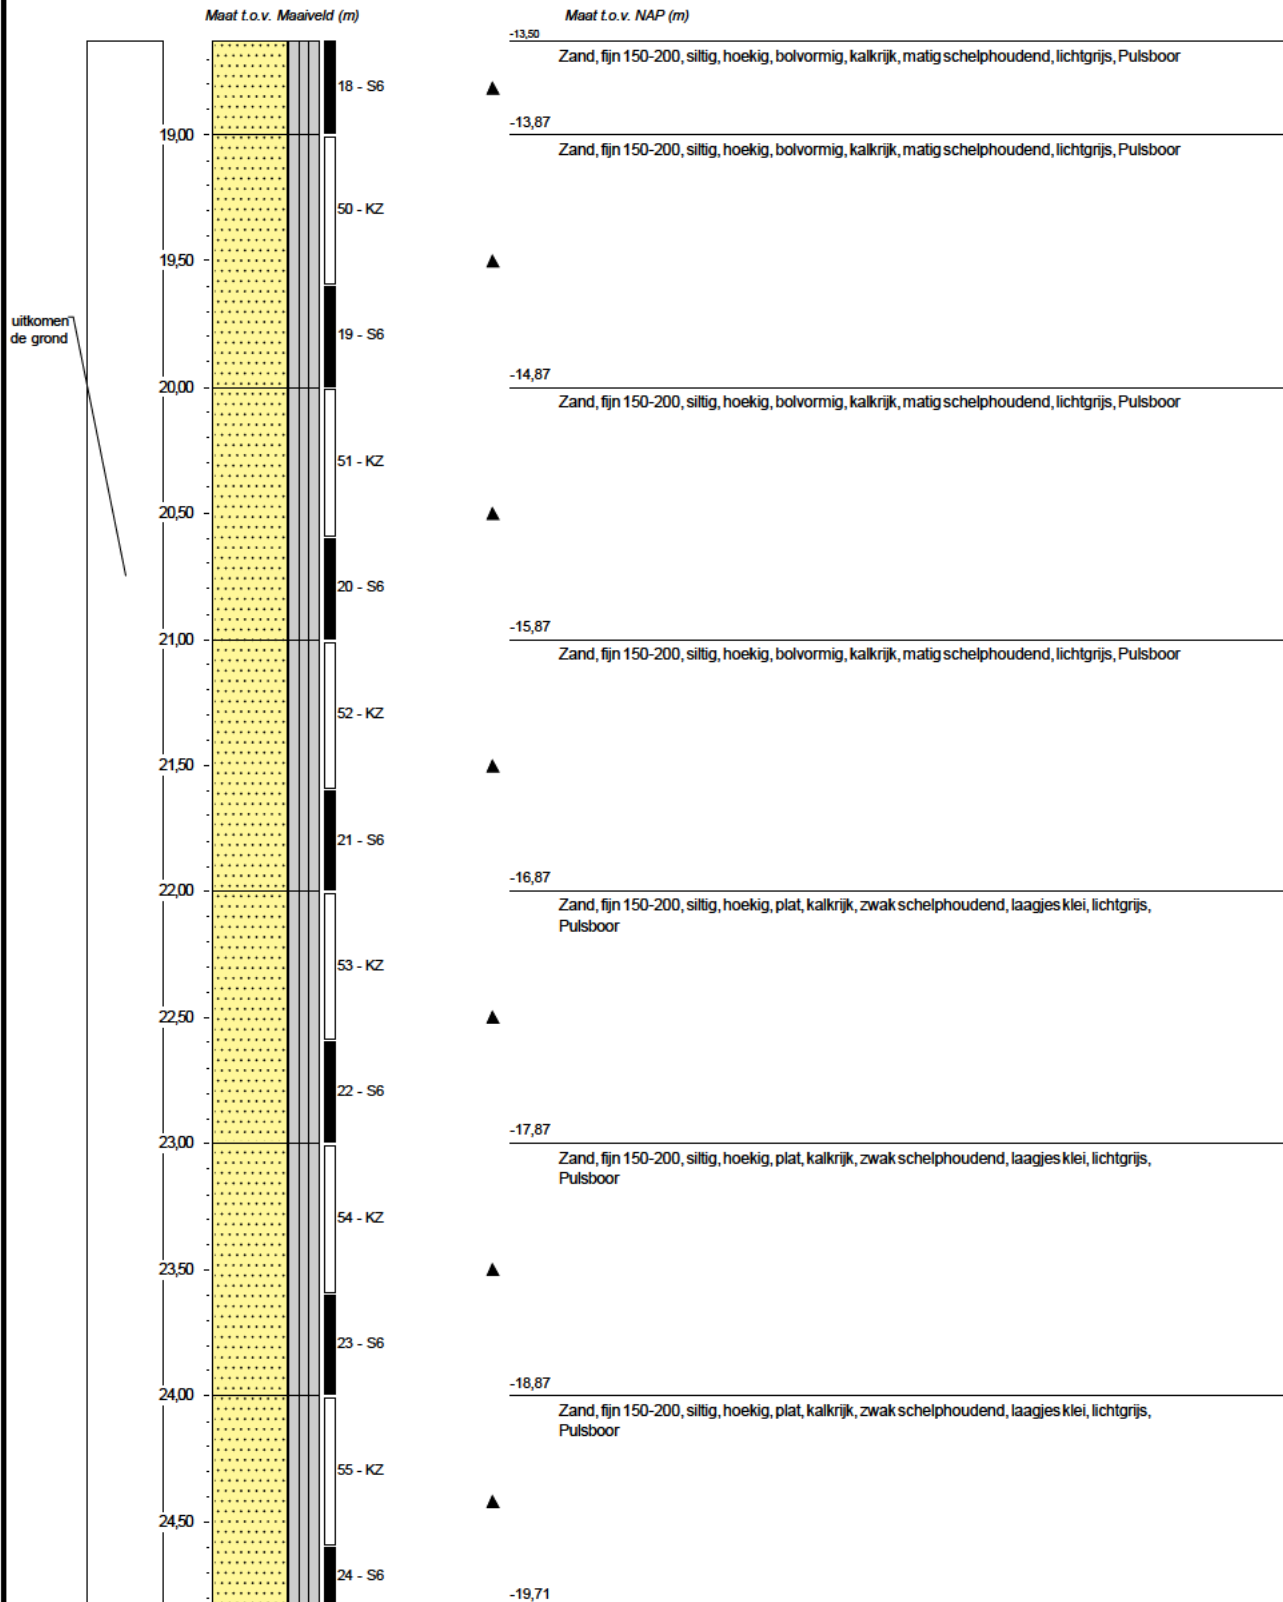 Maat t.o.v. Maaiveld (m)
Maat t.o.v. NAP (m)
-13,50
Zand, fijn 150-200, siltig, hoekig, bolvormig, kalkrijk, matig schelphoudend, lichtgrijs, Pulsboor
18 - S6
-13,87
19,00
Zand, fijn 150-200, siltig, hoekig, bolvormig, kalkrijk, matig schelphoudend, lichtgrijs, Pulsboor
50 - KZ
19,50
uitkomen
de grond
19 - S6
-14,87
20,00
Zand, fijn 150-200, siltig, hoekig, bolvormig, kalkrijk, matig schelphoudend, lichtgrijs, Pulsboor
51 - KZ
20,50
20 - S6
-15,87
21,00
Zand, fijn 150-200, siltig, hoekig, bolvormig, kalkrijk, matig schelphoudend, lichtgrijs, Pulsboor
52 - KZ
21,50
21 - S6
-16,87
22,00
Zand, fijn 150-200, siltig, hoekig, plat, kalkrijk, zwak schelphoudend, laagjes klei, lichtgrijs,
Pulsboor
53 - KZ
22,50
22 - S6
-17,87
23,00
Zand, fijn 150-200, siltig, hoekig, plat, kalkrijk, zwak schelphoudend, laagjes klei, lichtgrijs,
Pulsboor
54 - KZ
23,50
23 - S6
-18,87
24,00
Zand, fijn 150-200, siltig, hoekig, plat, kalkrijk, zwak schelphoudend, laagjes klei, lichtgrijs,
Pulsboor
55 - KZ
24,50
24 - S6
-19,71